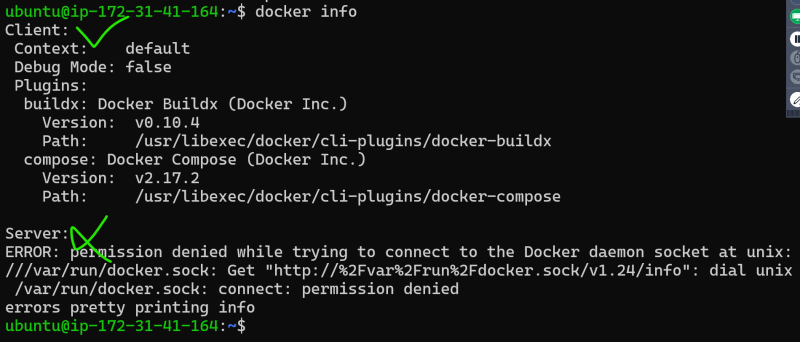 ubuntu@ip-172-31-41-164:~$ docker info
Client:
 Context:    default
 Debug Mode: false
 Plugins:
  buildx: Docker Buildx (Docker Inc.)
    Version:  v0.10.4
    Path:     /usr/libexec/docker/cli-plugins/docker-buildx
  compose: Docker Compose (Docker Inc.)
    Version:  v2.17.2
    Path:     /usr/libexec/docker/cli-plugins/docker-compose

Server:
ERROR: permission denied while trying to connect to the Docker daemon socket at unix:
///var/run/docker.sock: Get "http://%2Fvar%2Frun%2Fdocker.sock/v1.24/info": dial unix
 /var/run/docker.sock: connect: permission denied
errors pretty printing info
ubuntu@ip-172-31-41-164:~$